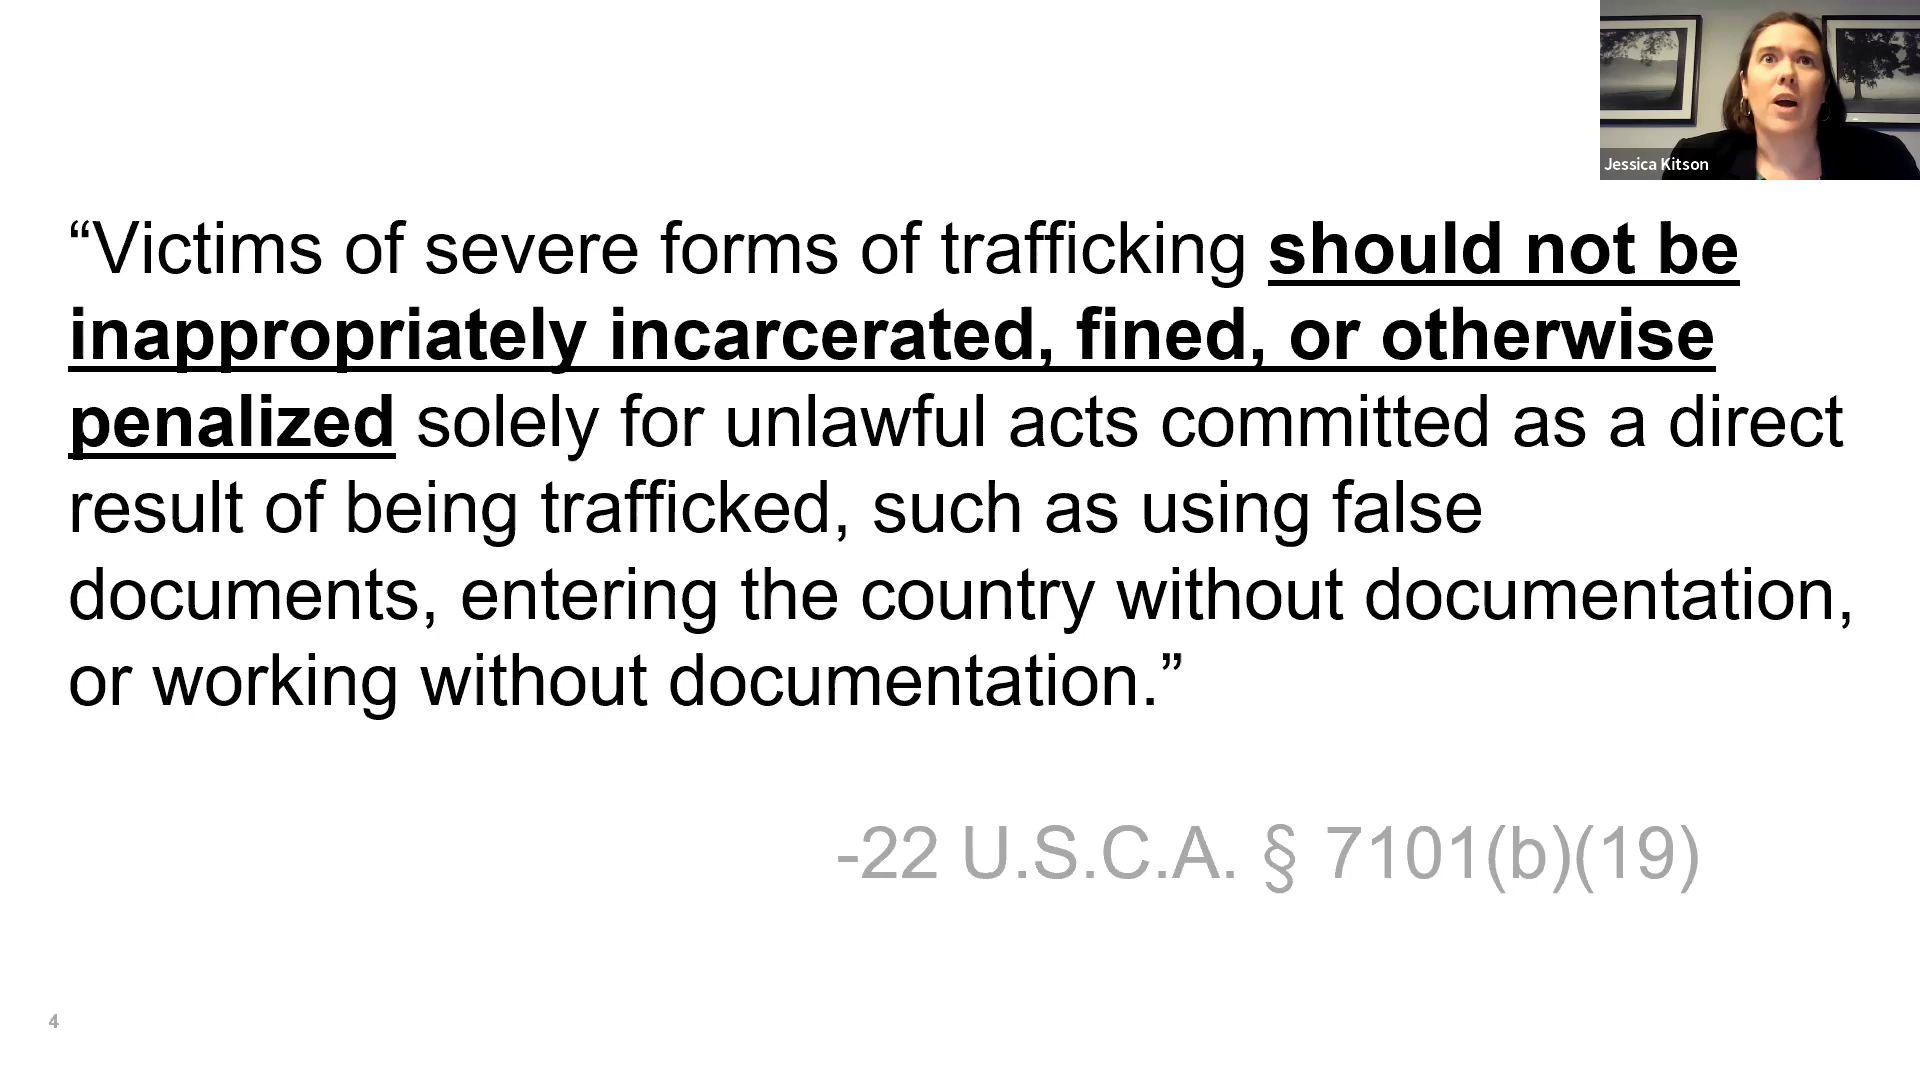 Jessica Kitson
“Victims of severe forms of trafficking should not be
inappropriately incarcerated, fined, or otherwise
penalized solely for unlawful acts committed as a direct
result of being trafficked, such as using false
documents, entering the country without documentation,
or working without documentation.”
-22 U.S.C.A. § 7101(b)(19)
4